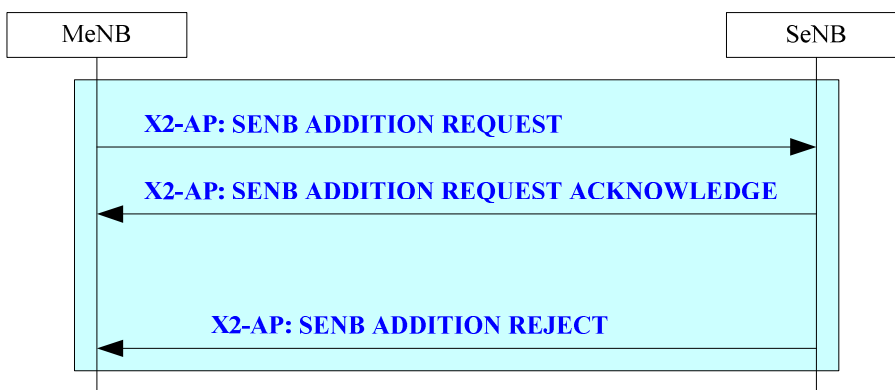 MeNB
SeNB
X2-AP: SENB ADDITION REQUEST
X2-AP: SENB ADDITION REQUEST ACKNOWLEDGE
X2-AP: SENB ADDITION REJECT